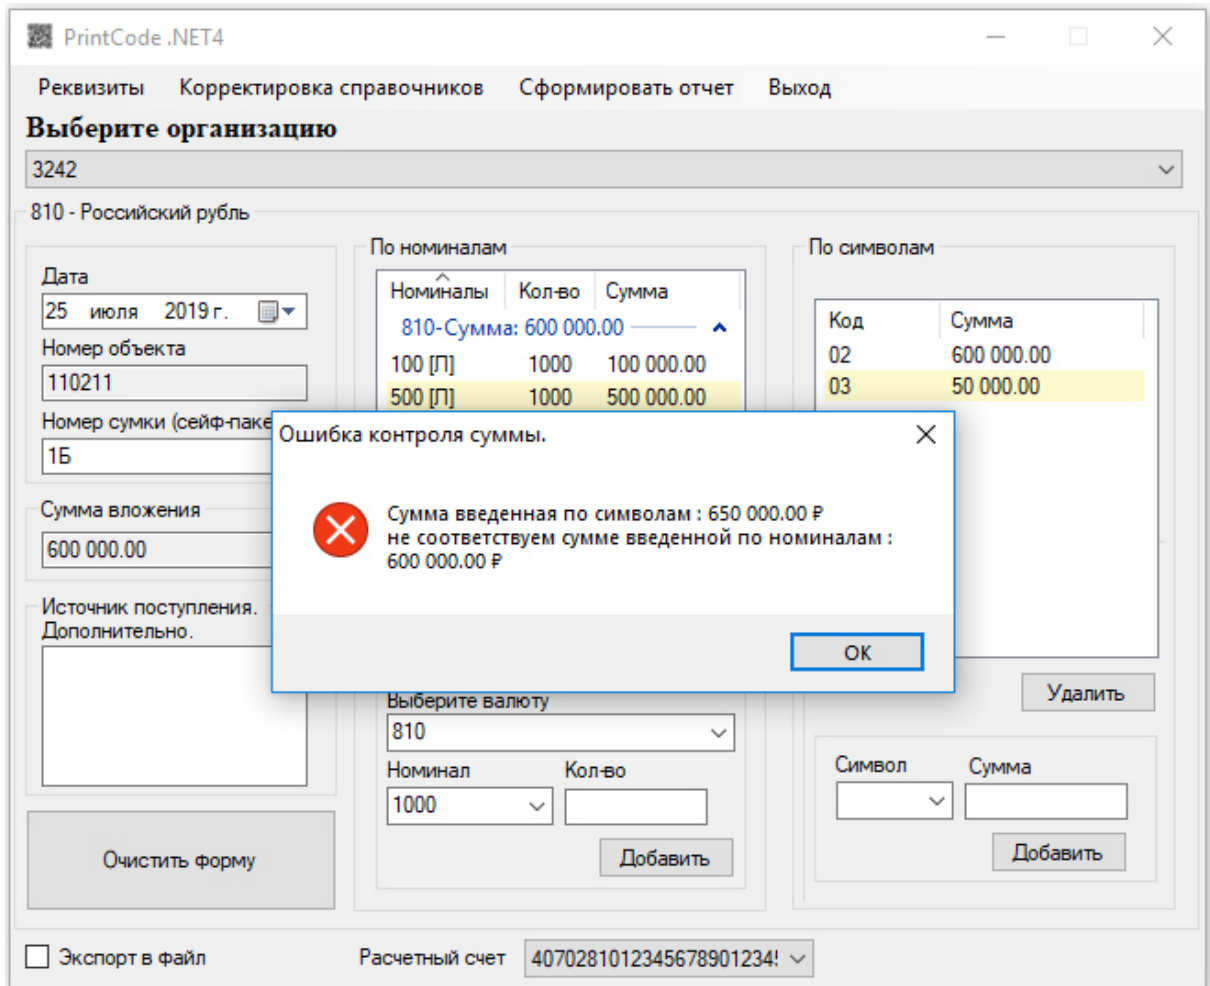 PrintCode .NET4
Реквизиты Корректировка справочников Сформировать отчет Выход
Выберите организацию
3242
810 - Российский рубль
Дата
25 июля 2019 г.
Номер объекта
110211
Номер сумки (сейф-паке
1Б
Сумма вложения
600 000.00
Источник поступления.
Дополнительно.
Очистить форму
По номиналам
Номиналы Кол-во Сумма
810-Сумма: 600 000.00
100 [П] 1000 100 000.00
500 [П] 1000 500 000.00
По символам
Код Сумма
02 600 000.00
03 50 000.00
Ошибка контроля суммы.
Сумма введенная по символам : 650 000.00 ₽
не соответствуем сумме введенной по номиналам :
600 000.00 ₽
OK
Выберите валюту
810
Номинал Кол-во
1000
Добавить
Удалить
Символ Сумма
Добавить
Экспорт в файл
Расчетный счет 40702810123456789012345